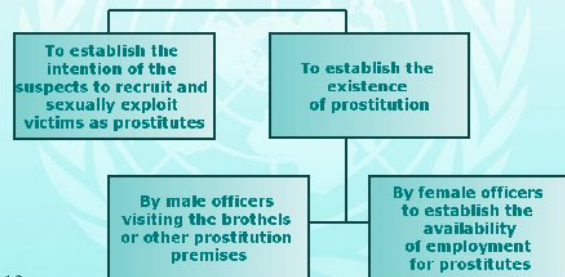 To establish the
intention of the
suspects to recruit and
sexually exploit
victims as prostitutes
To establish the
existence
of prostitution
By male officers
visiting the brothels
or other prostitution
premises
By female officers
to establish the
availability
of employment
for prostitutes